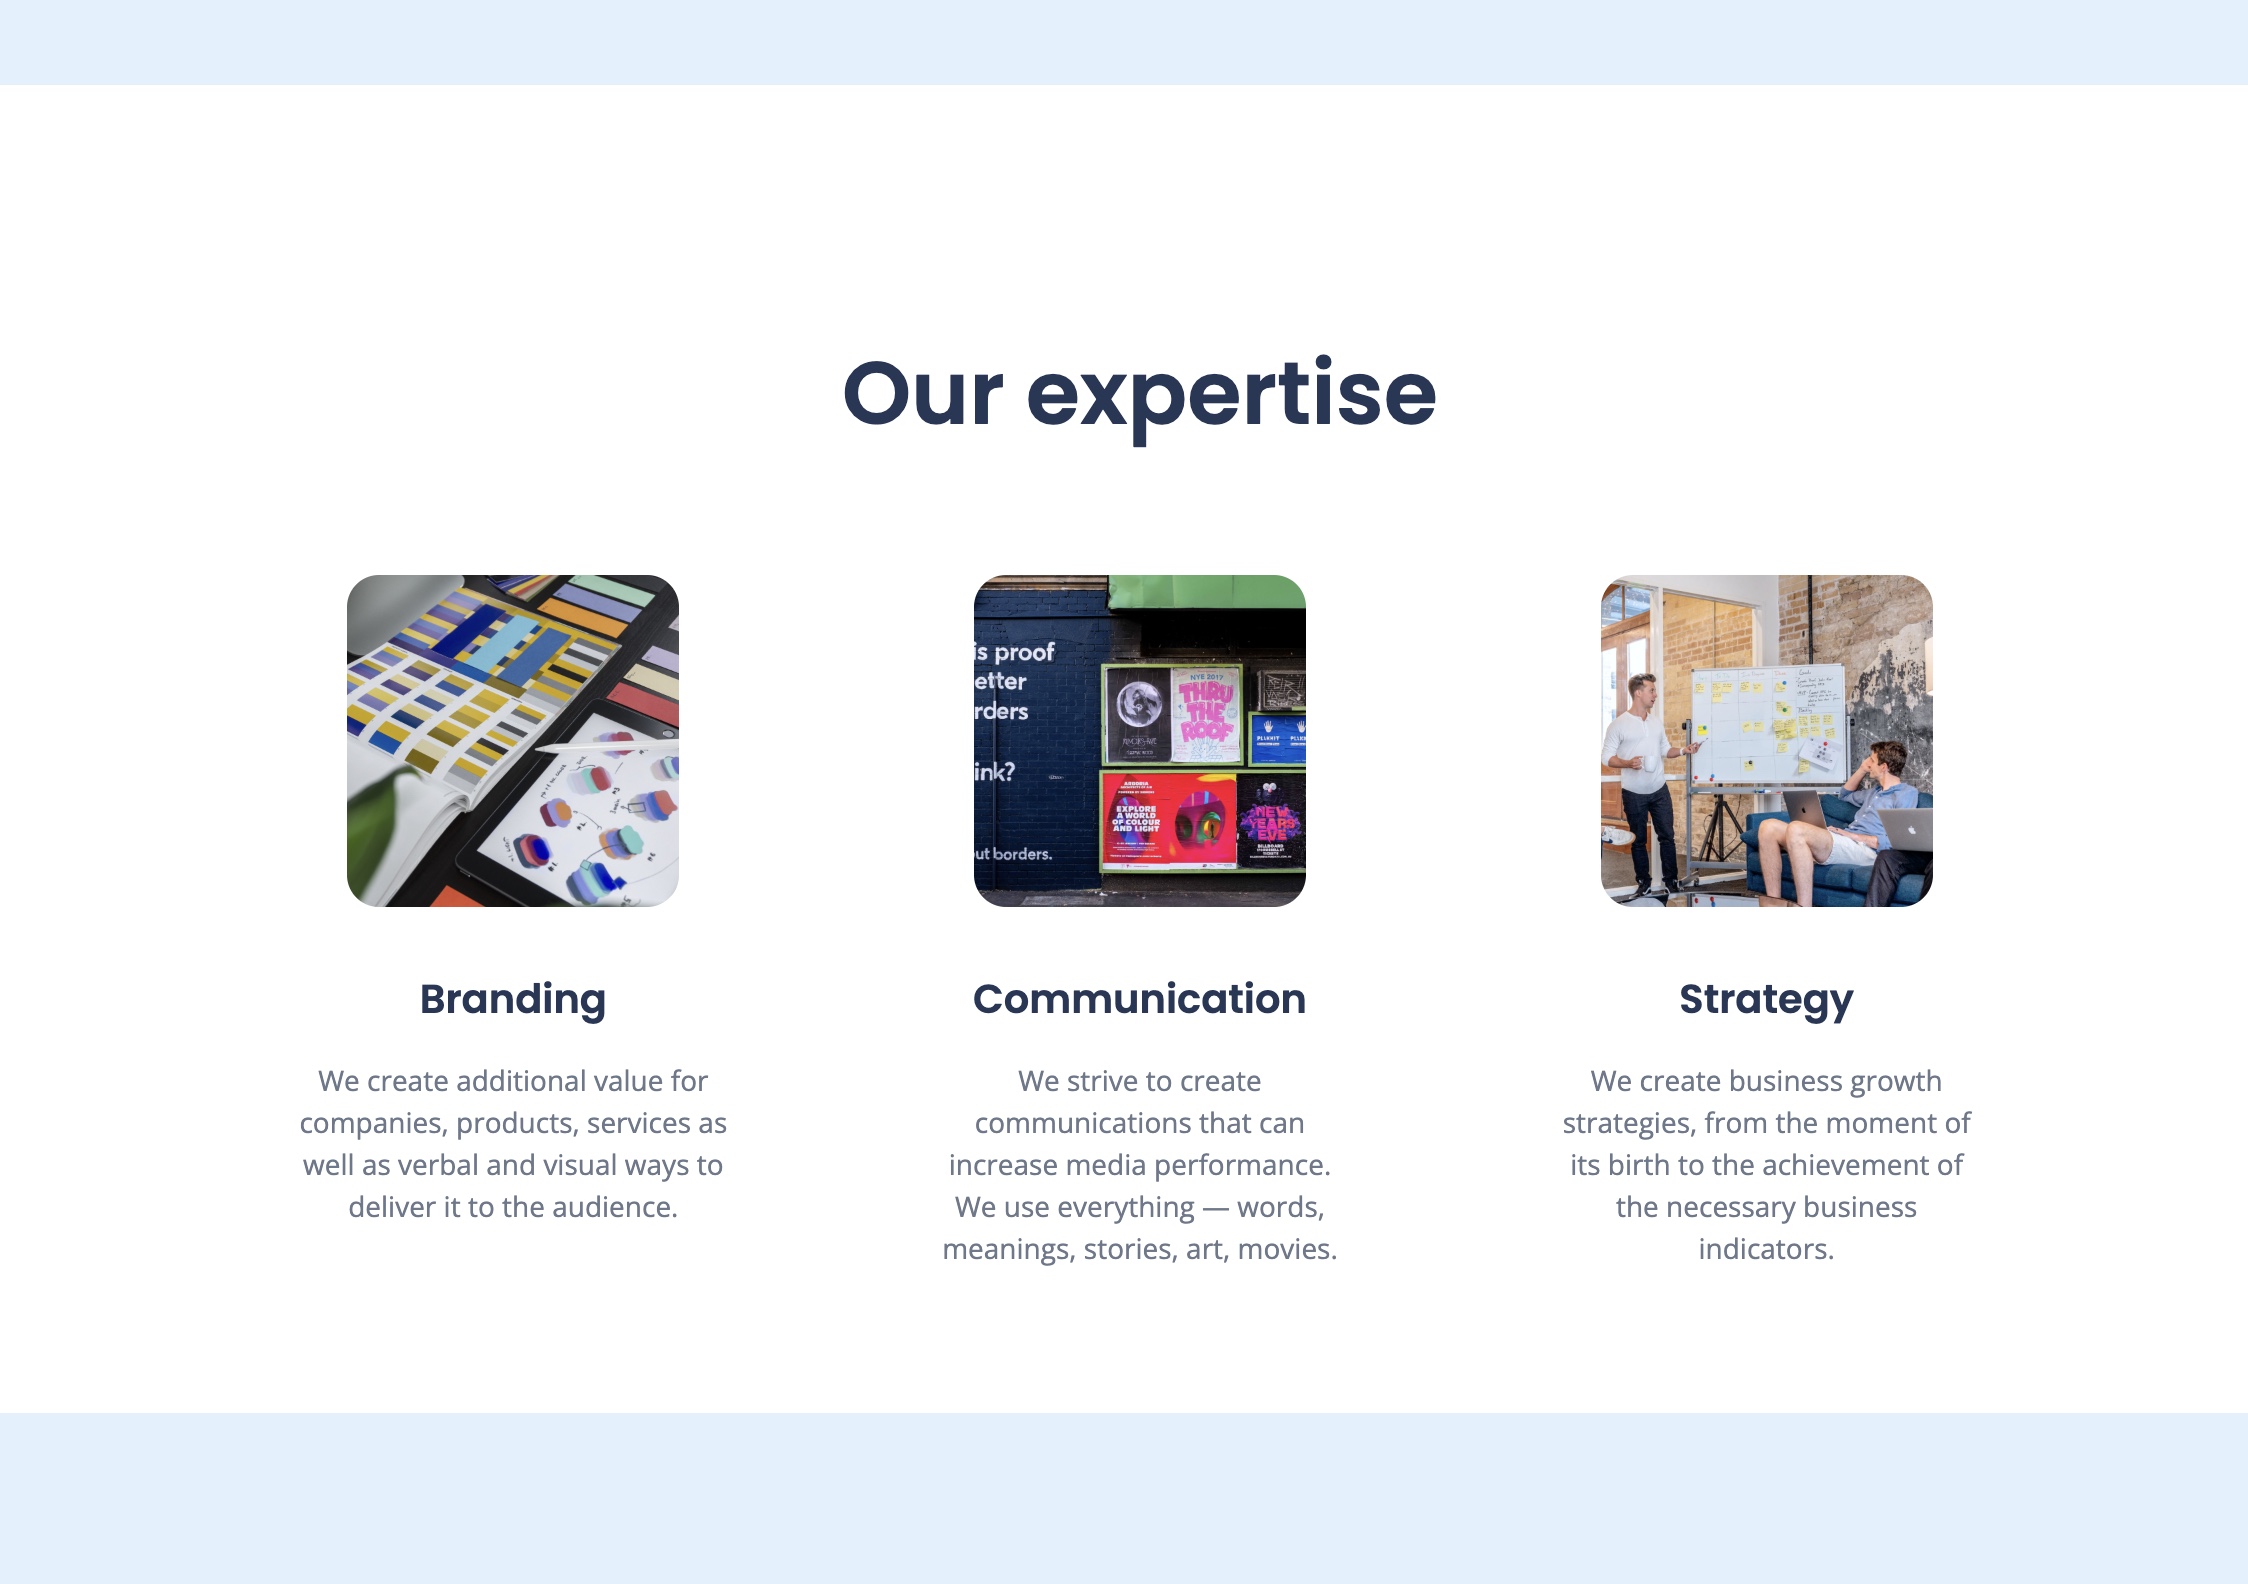 Our expertise
is proof
etter
rders
ink?
out borders.
NYE 2017
THRU
THE
ROOF
EXPLORE
A WORLD
OF COLOUR
AND LIGHT
NEW
YEARS
EVE
Branding
We create additional value for
companies, products, services as
well as verbal and visual ways to
deliver it to the audience.
Communication
We strive to create
communications that can
increase media performance.
We use everything — words,
meanings, stories, art, movies.
Strategy
We create business growth
strategies, from the moment of
its birth to the achievement of
the necessary business
indicators.